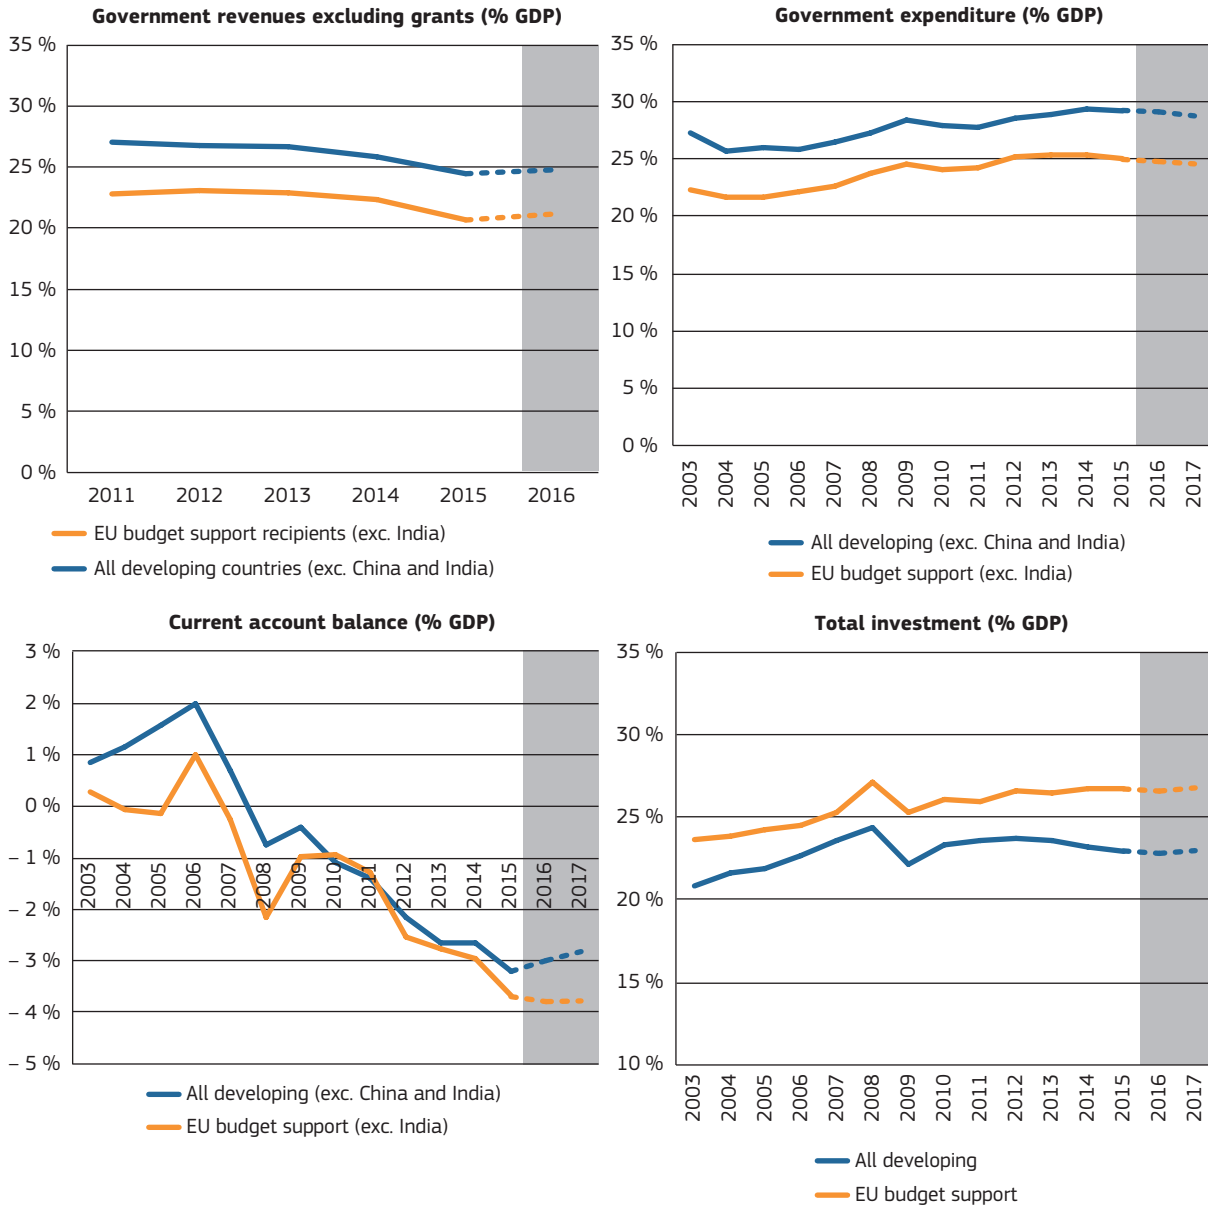 Government revenues excluding grants (% GDP)
35 %
30 %
25 %
20 %
15 %
10 %
5 %
0 %
2011 2012 2013 2014 2015 2016
EU budget support recipients (exc. India)
All developing countries (exc. China and India)
Government expenditure (% GDP)
35 %
30 %
25 %
20 %
15 %
10 %
5 %
0 %
2003 2004 2005 2006 2007 2008 2009 2010 2011 2012 2013 2014 2015 2016 2017
All developing (exc. China and India)
EU budget support (exc. India)
Current account balance (% GDP)
3 %
2 %
1 %
0 %
– 1 %
– 2 %
– 3 %
– 4 %
– 5 %
2003 2004 2005 2006 2007 2008 2009 2010 2011 2012 2013 2014 2015 2016 2017
All developing (exc. China and India)
EU budget support (exc. India)
Total investment (% GDP)
35 %
30 %
25 %
20 %
15 %
10 %
2003 2004 2005 2006 2007 2008 2009 2010 2011 2012 2013 2014 2015 2016 2017
All developing
EU budget support